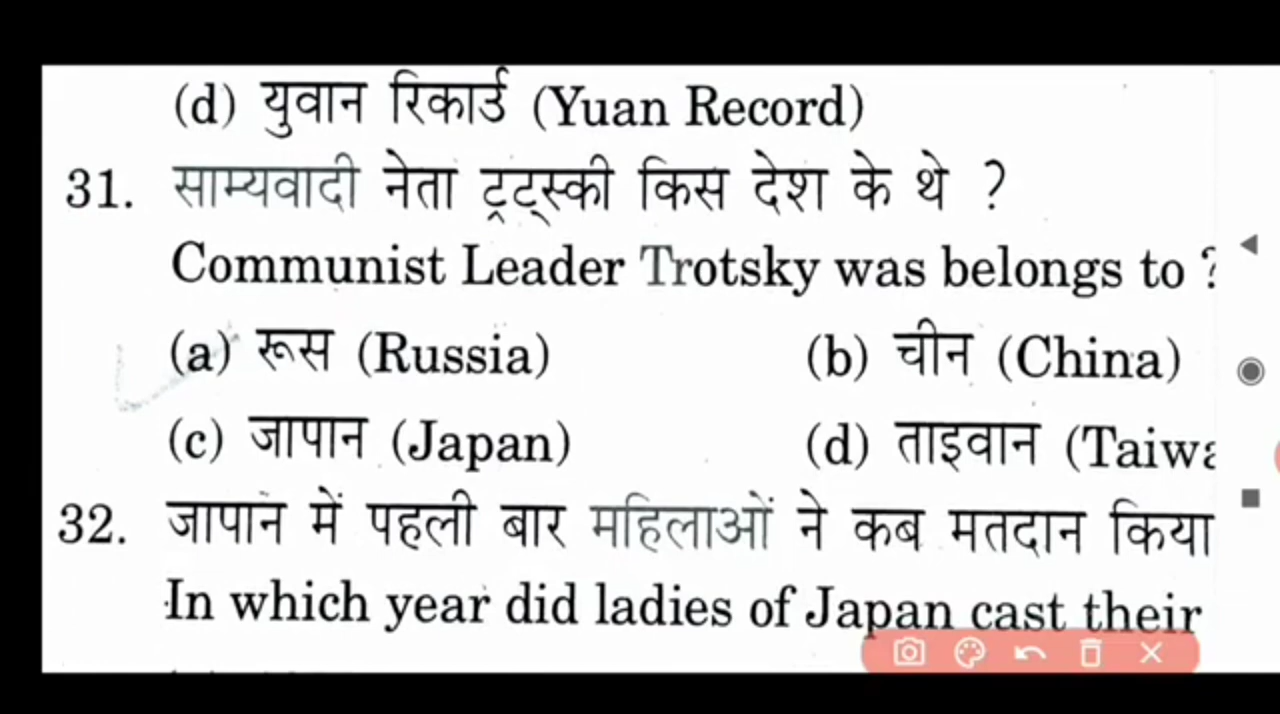 (d) युवान रिकार्ड (Yuan Record)
31. साम्यवादी नेता ट्रट्स्की किस देश के थे ?
Communist Leader Trotsky was belongs to ?
(a) रूस (Russia) (b) चीन (China)
(c) जापान (Japan) (d) ताइवान (Taiwa
32. जापान में पहली बार महिलाओं ने कब मतदान किया
In which year did ladies of Japan cast their